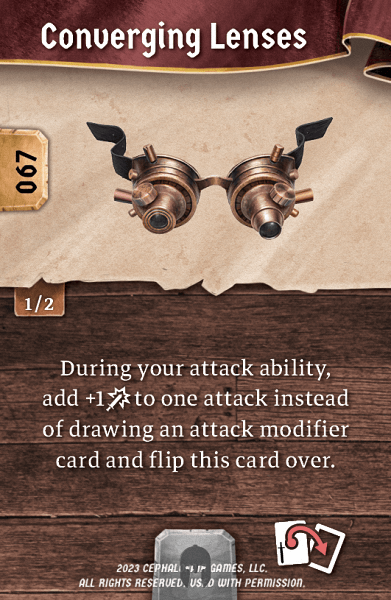 Converging Lenses
067
1/2
During your attack ability,
add +1 to one attack instead
of drawing an attack modifier
card and flip this card over.
2023 GAMES, LLC.
ALL RIGHTS RESERVED. WITH PERMISSION.